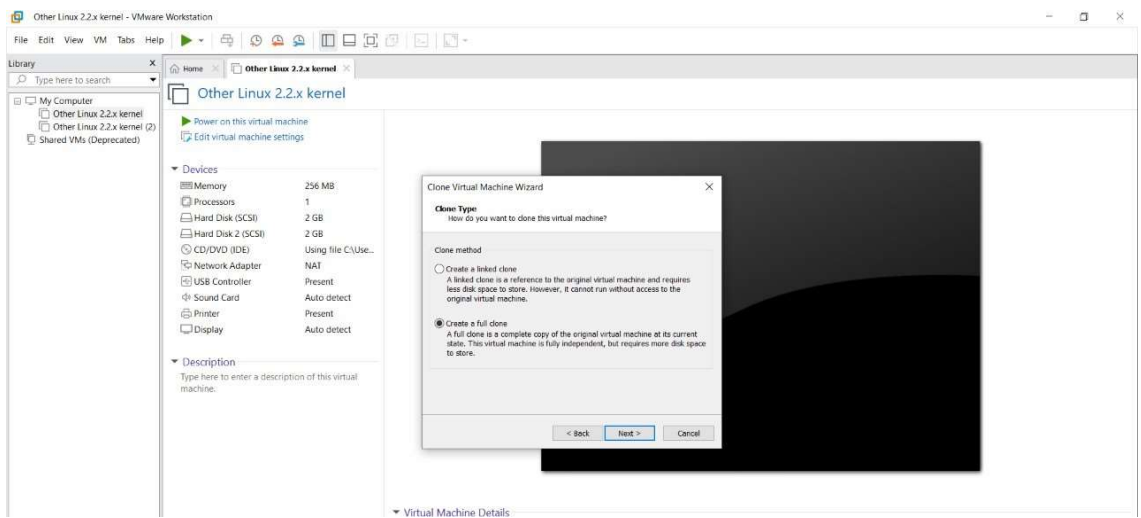 Other Linux 2.2.x kernel - VMware Workstation
File Edit View VM Tabs Help
Library X
Type here to search
My Computer
Other Linux 2.2.x kernel
Other Linux 2.2.x kernel (2)
Shared VMs (Deprecated)
Home
Other Linux 2.2.x kernel
Other Linux 2.2.x kernel
Power on this virtual machine
Edit virtual machine settings
Devices
Memory 256 MB
Processors 1
Hard Disk (SCSI) 2 GB
Hard Disk 2 (SCSI) 2 GB
CD/DVD (IDE) Using file C:\Use...
Network Adapter NAT
USB Controller Present
Sound Card Auto detect
Printer Present
Display Auto detect
Description
Type here to enter a description of this virtual
machine.
Clone Virtual Machine Wizard
Clone Type
How do you want to clone this virtual machine?
Clone method
Create a linked clone
A linked clone is a reference to the original virtual machine and requires
less disk space to store. However, it cannot run without access to the
original virtual machine.
Create a full clone
A full clone is a complete copy of the original virtual machine at its current
state. This virtual machine is fully independent, but requires more disk space
to store.
< Back Next > Cancel
Virtual Machine Details